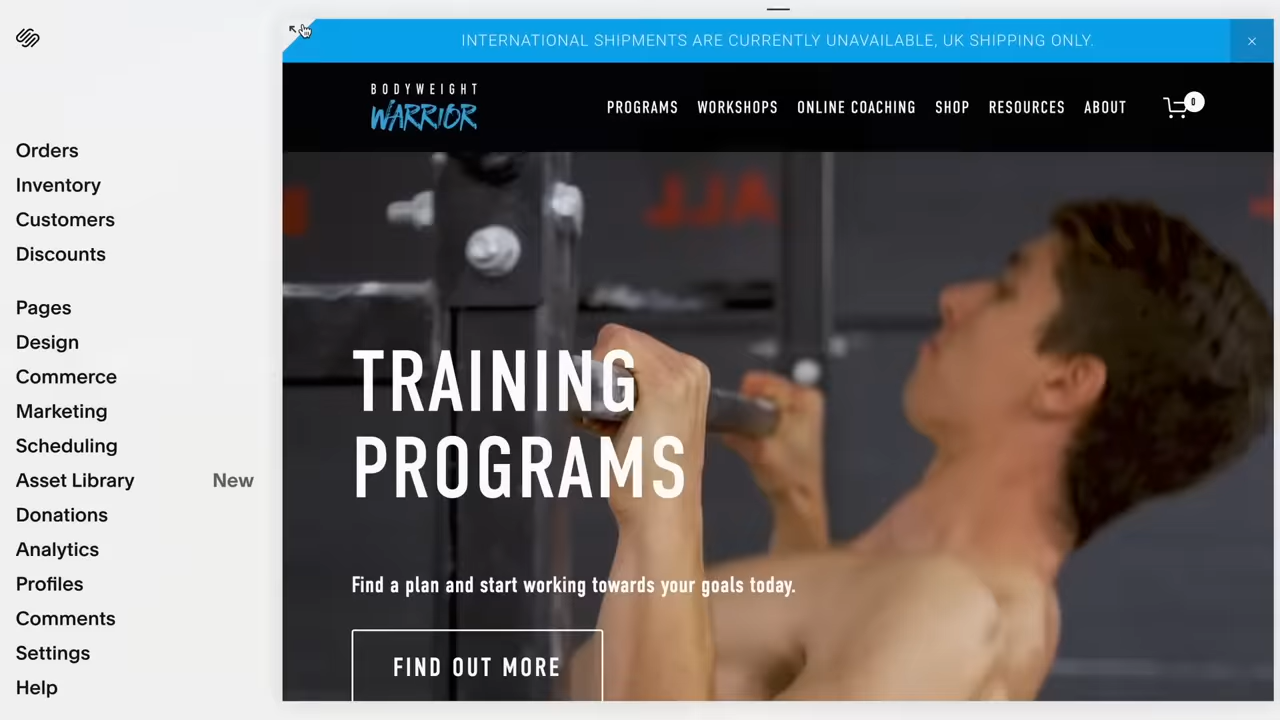 Orders
Inventory
Customers
Discounts
Pages
Design
Commerce
Marketing
Scheduling
Asset Library New
Donations
Analytics
Profiles
Comments
Settings
Help
INTERNATIONAL SHIPMENTS ARE CURRENTLY UNAVAILABLE, UK SHIPPING ONLY.
BODYWEIGHT
WARRIOR
PROGRAMS WORKSHOPS ONLINE COACHING SHOP RESOURCES ABOUT 0
ALL
TRAINING
PROGRAMS
Find a plan and start working towards your goals today.
FIND OUT MORE